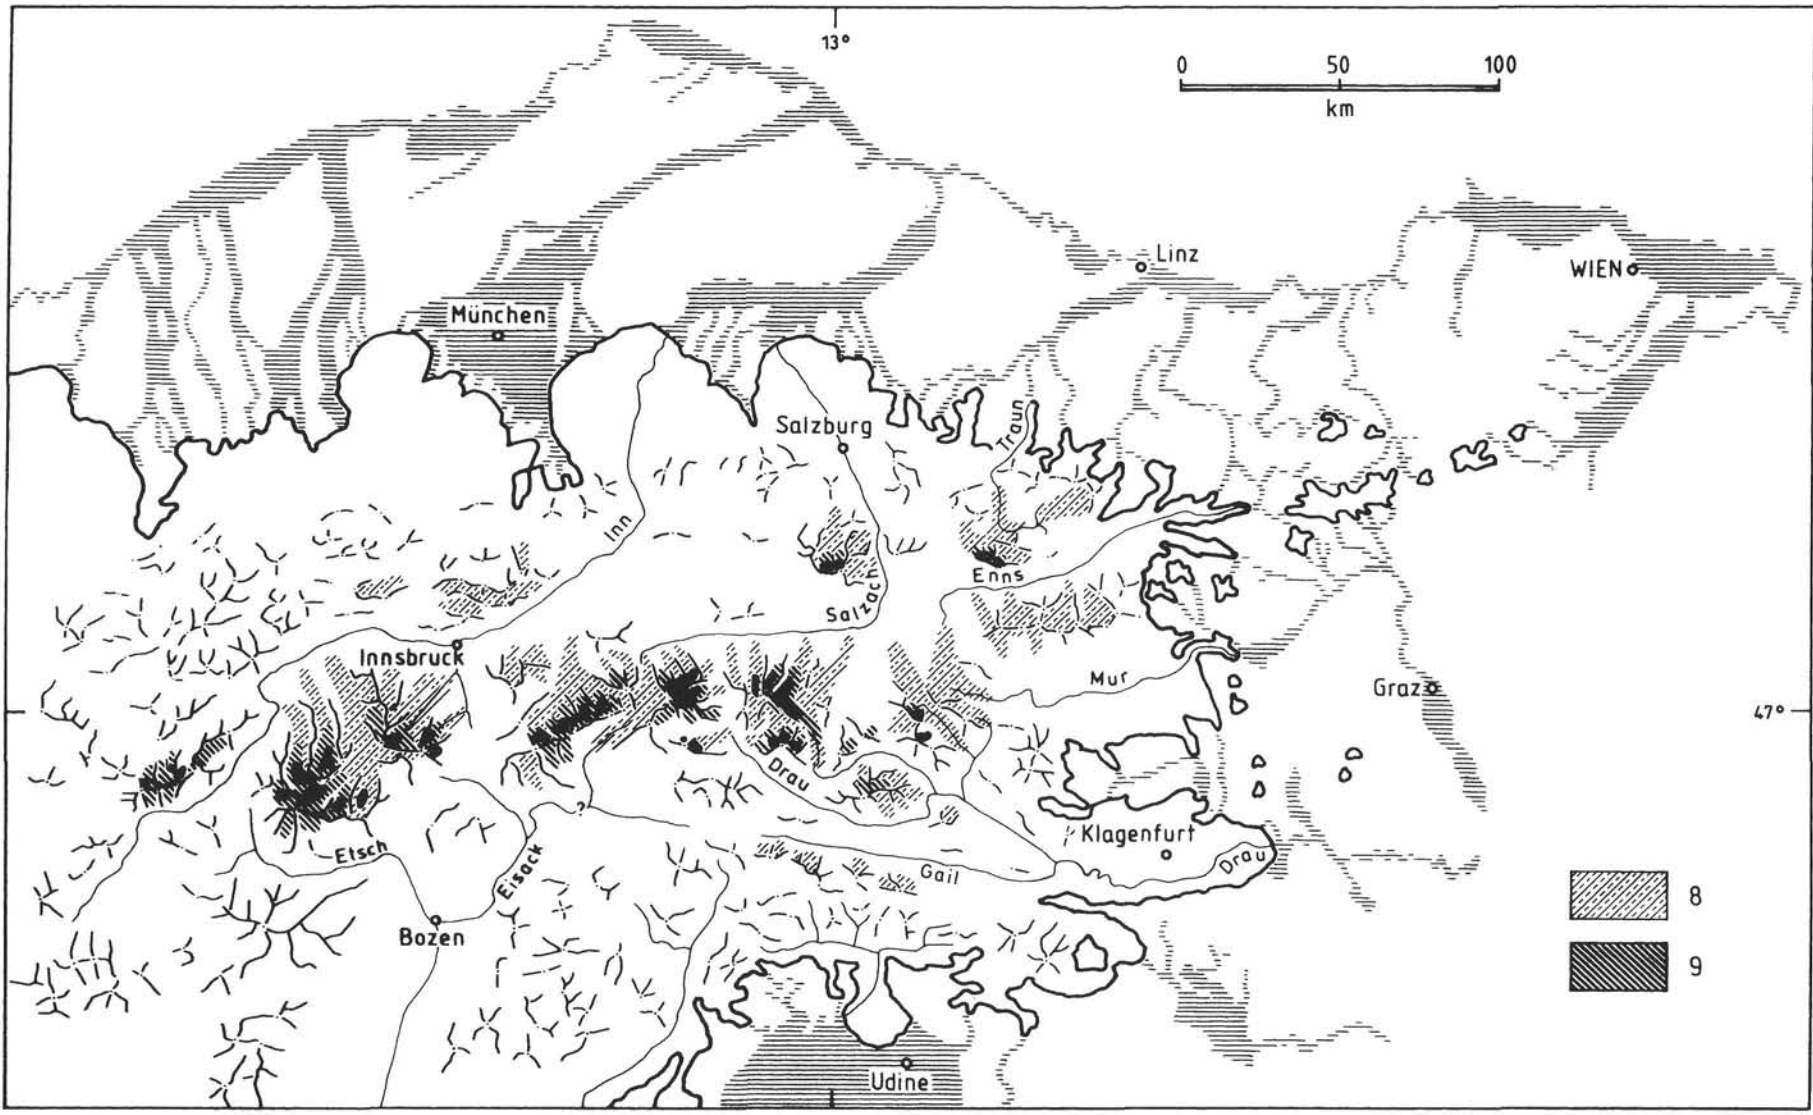 13°
0 50 100
km
Linz
WIEN
München
Traun
Salzburg
Inn
Enns
Salzach
Innsbruck
Mur
Graz
47°
Drau
?
Klagenfurt
Etsch
Eisack
Gail
Drau
8
Bozen
9
Udine